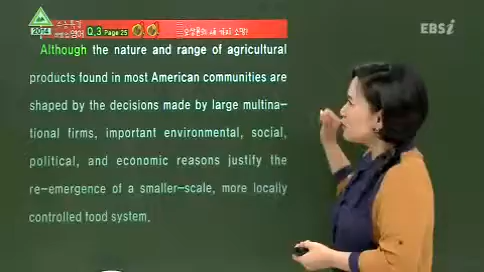 2014
Q.3 Page 25
EBSi
Although the nature and range of agricultural
products found in most American communities are
shaped by the decisions made by large multina-
tional firms, important environmental, social,
political, and economic reasons justify the
re-emergence of a smaller-scale, more locally
controlled food system.